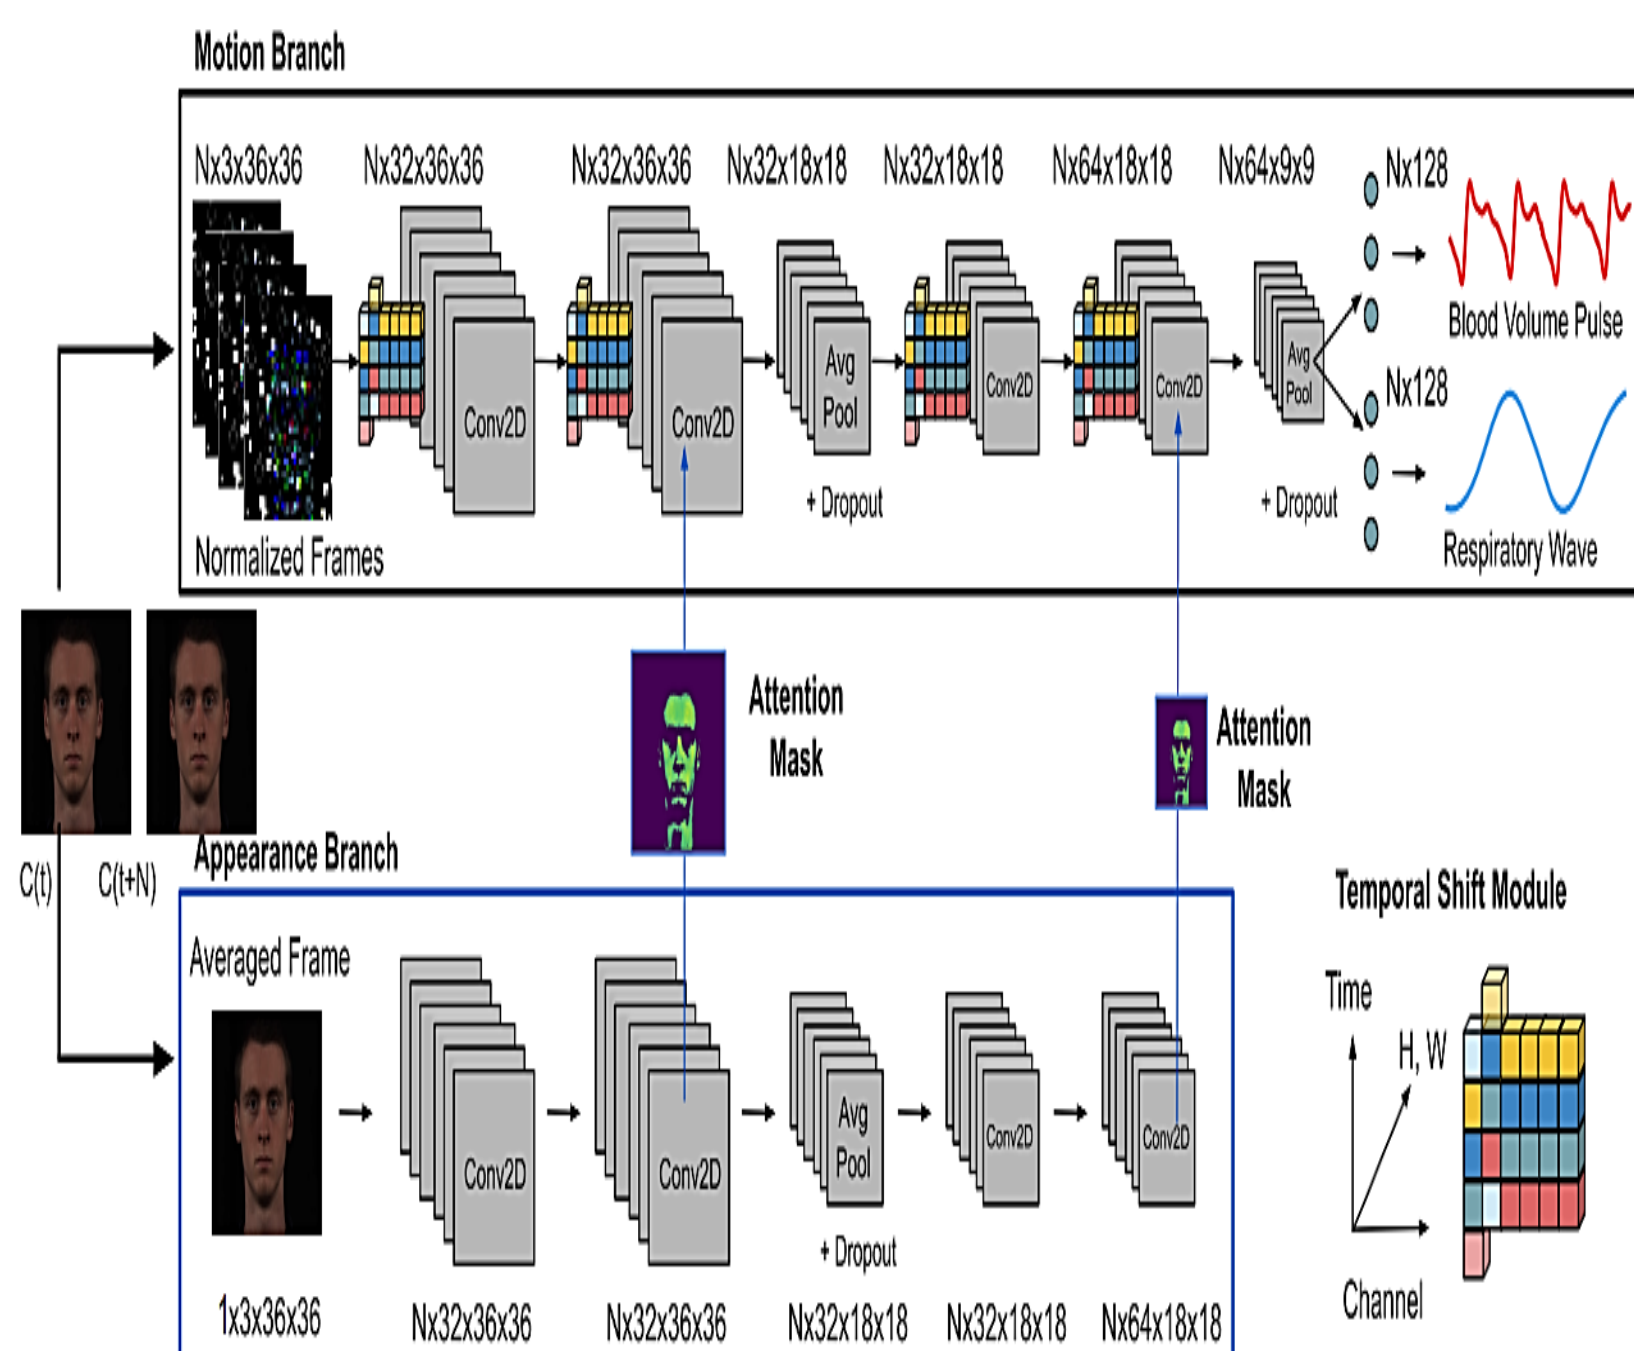 Motion Branch
Nx3x36x36
Nx32x36x36
Nx32x36x36
Nx32x18x18
Nx32x18x18
Nx64x18x18
Nx64x9x9
Nx128
Conv2D
Conv2D
Avg
Pool
Conv2D
Conv2D
Avg
Pool
Blood Volume Pulse
Nx128
+ Dropout
+ Dropout
Normalized Frames
Respiratory Wave
Attention
Mask
Attention
Mask
C(t)
C(t+N)
Appearance Branch
Averaged Frame
Conv2D
Conv2D
Avg
Pool
Conv2D
Conv2D
+ Dropout
1x3x36x36
Nx32x36x36
Nx32x36x36
Nx32x18x18
Nx32x18x18
Nx64x18x18
Temporal Shift Module
Time
H, W
Channel